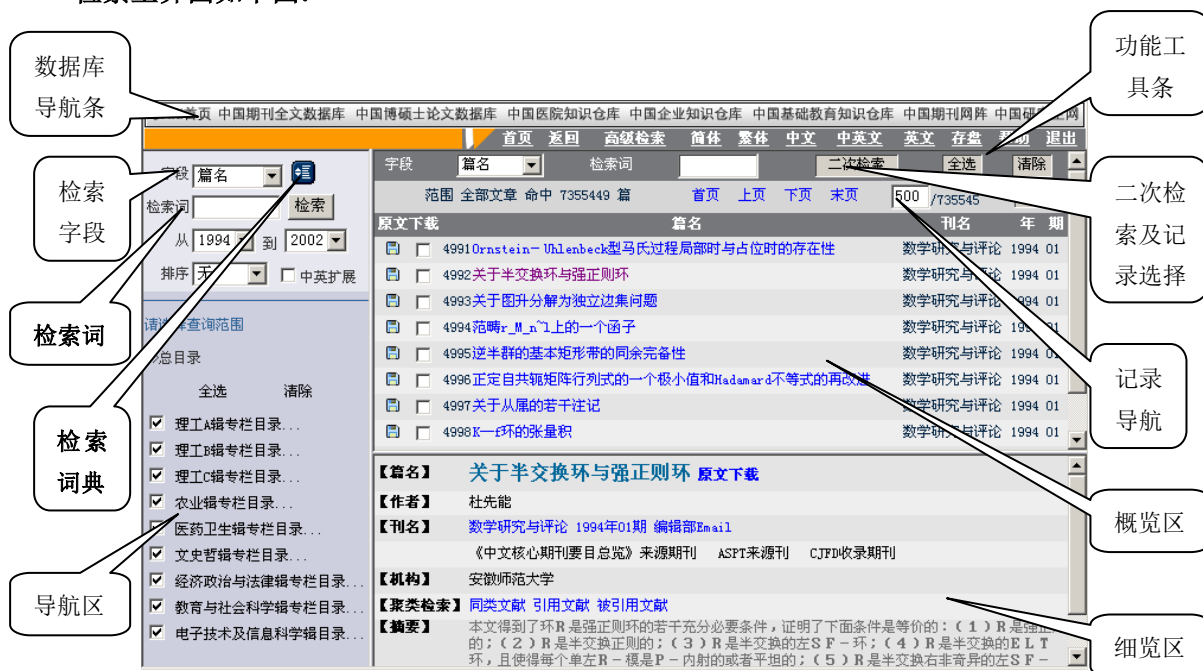 数据库
导航条
功能工
具条
首页 中国期刊全文数据库 中国博硕士论文数据库 中国医院知识仓库 中国企业知识仓库 中国基础教育知识仓库 中国期刊网阵 中国研
首页 返回 高级检索 简体 繁体 中文 中英文 英文 存盘 帮助 退出
检索
字段
字段 篇名
检索词 检索
从 1994 到 2002
排序 无 中英扩展
检索词
请选择查询范围
总目录
全选 清除
检索
词典
理工A辑专栏目录...
理工B辑专栏目录...
理工C辑专栏目录...
农业辑专栏目录...
医药卫生辑专栏目录...
文史哲辑专栏目录...
经济政治与法律辑专栏目录...
教育与社会科学辑专栏目录...
电子技术及信息科学辑目录...
导航区
字段 篇名 检索词 二次检索 全选 清除
范围 全部文章 命中 7355449 篇 首页 上页 下页 末页 500 /735545
原文下载 篇名 刊名 年 期
4991Ornstein-Uhlenbeck型马氏过程局部时与占位时的存在性 数学研究与评论 1994 01
4992关于半交换环与强正则环 数学研究与评论 1994 01
4993关于图升分解为独立边集问题 数学研究与评论 1994 01
4994范畴r_M_n~l上的一个函子 数学研究与评论 1994 01
4995逆半群的基本矩形带的同余完备性 数学研究与评论 1994 01
4996正定自共轭矩阵行列式的一个极小值和Hadamard不等式的再改进 数学研究与评论 1994 01
4997关于从属的若干注记 数学研究与评论 1994 01
4998K—f环的张量积 数学研究与评论 1994 01
二次检
索及记
录选择
记录
导航
概览区
【篇名】 关于半交换环与强正则环 原文下载
【作者】 杜先能
【刊名】 数学研究与评论 1994年01期 编辑部Email
《中文核心期刊要目总览》来源期刊 ASPT来源刊 CJFD收录期刊
【机构】 安徽师范大学
【聚类检索】 同类文献 引用文献 被引用文献
【摘要】 本文得到了环R是强正则环的若干充分必要条件，证明了下面条件是等价的：（1）R是强正
的；（2）R是半交换正则的；（3）R是半交换的左SF-环；（4）R是半交换的ELT
环，且使得每个单左R-模是P-内射的或者平坦的；（5）R是半交换右非奇异的左SF-
细览区